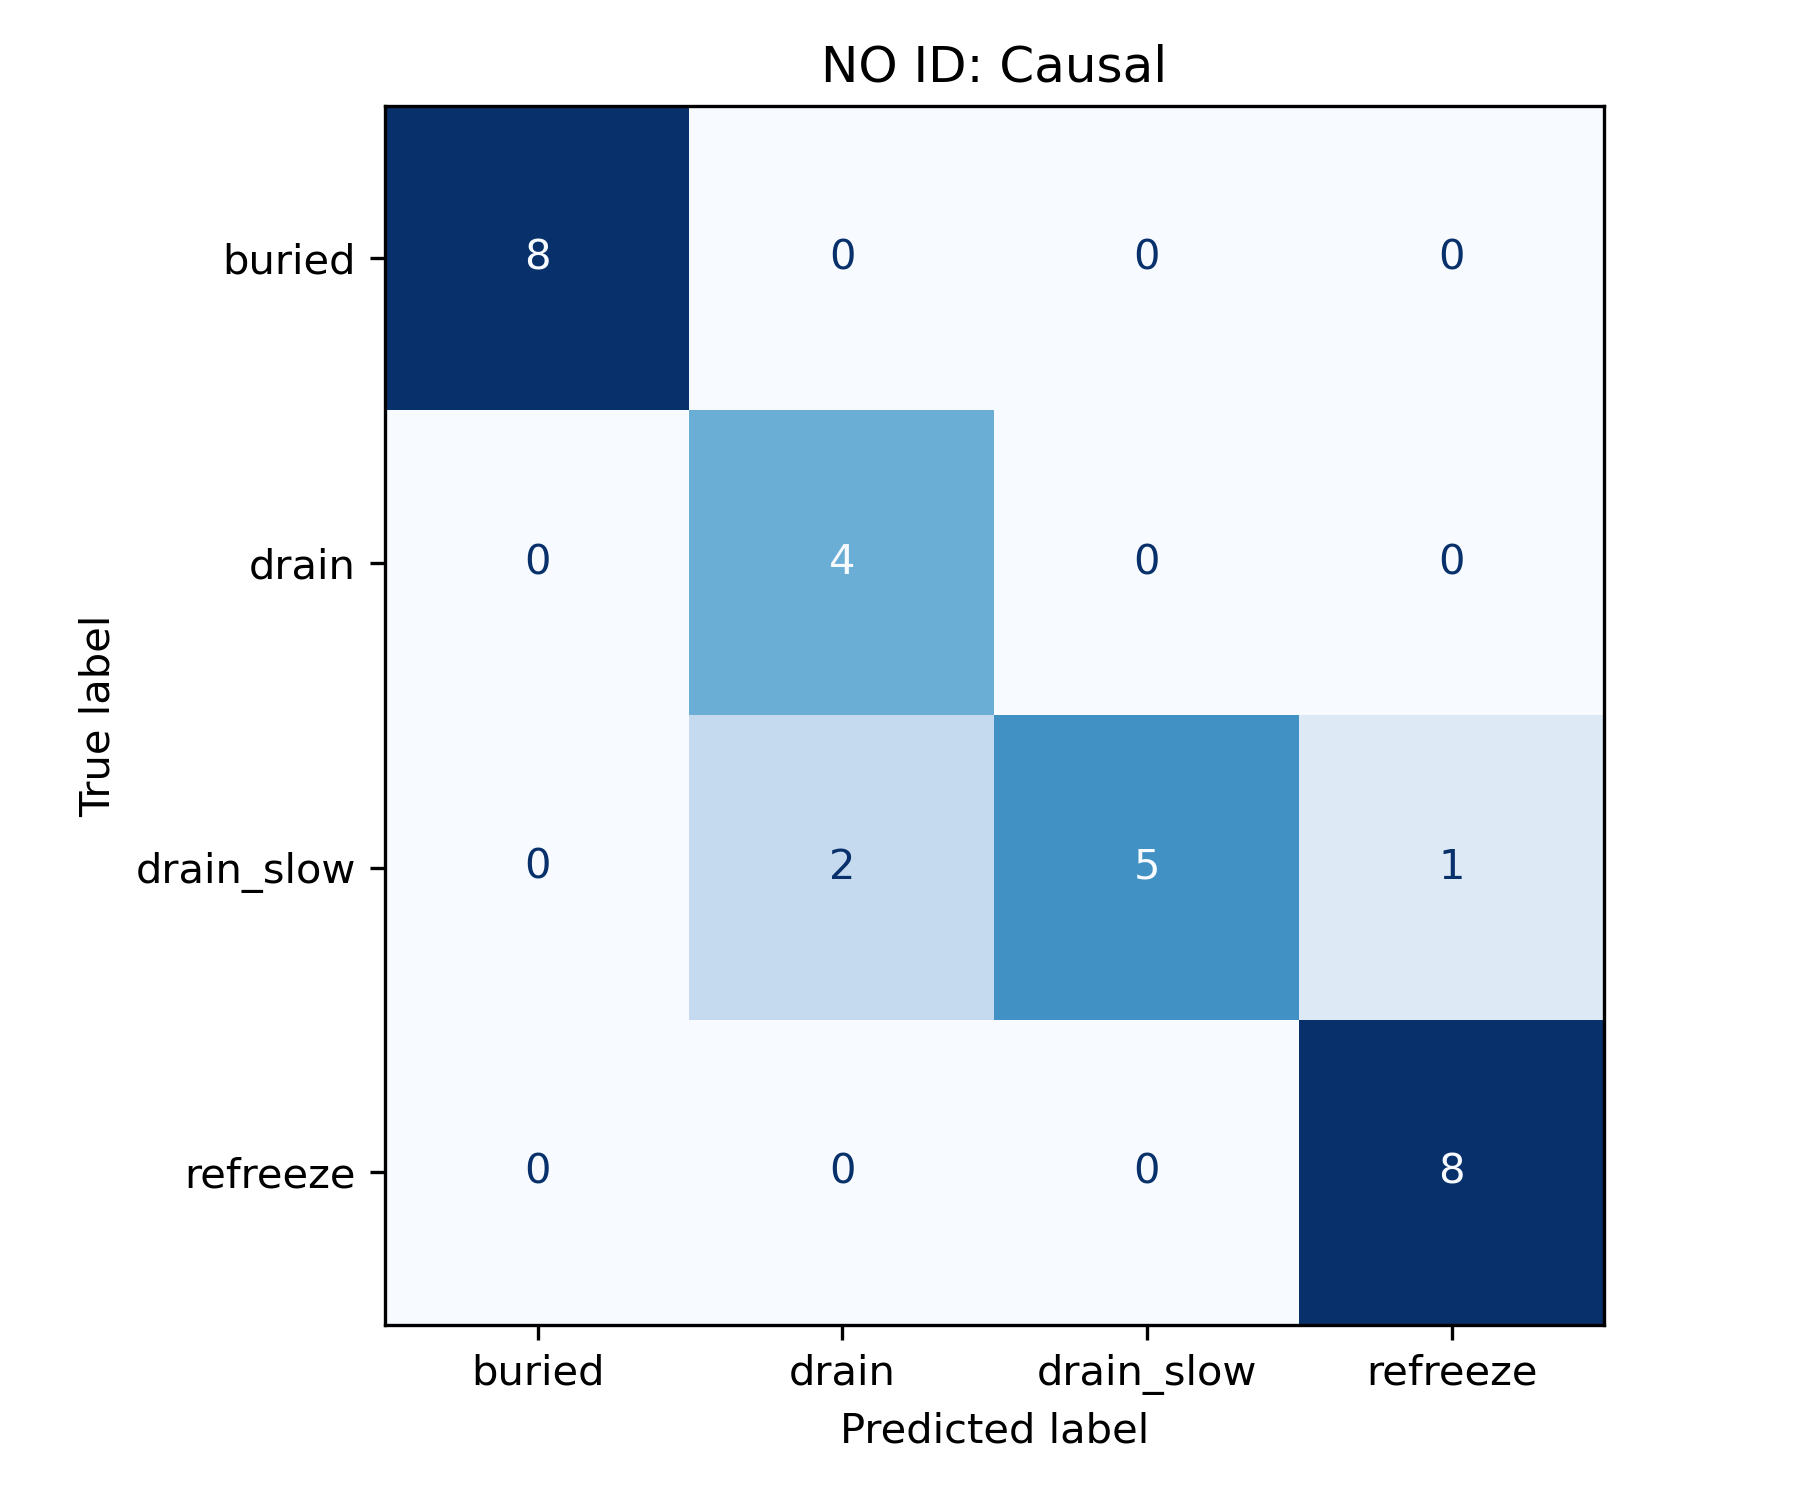 NO ID: Causal
buried 8 0 0 0
drain 0 4 0 0
drain_slow 0 2 5 1
refreeze 0 0 0 8
True label
buried drain drain_slow refreeze
Predicted label